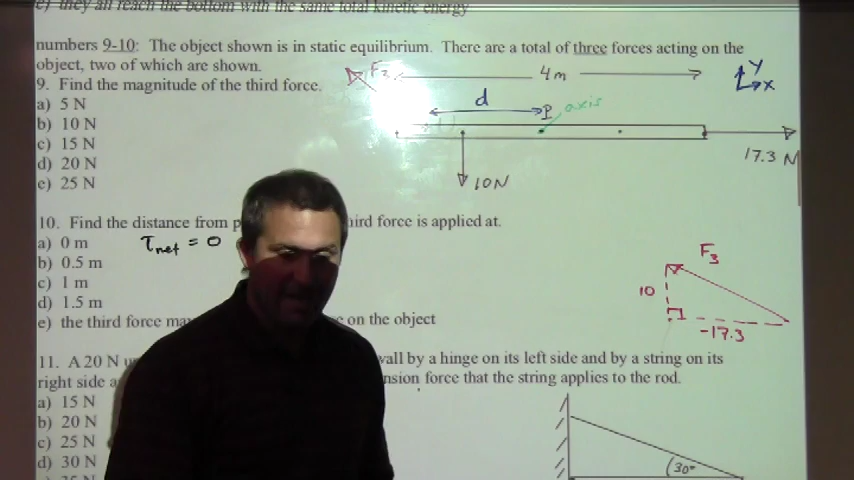 e) they all reach the bottom with the same total kinetic energy
numbers 9-10: The object shown is in static equilibrium. There are a total of three forces acting on the
object, two of which are shown.
9. Find the magnitude of the third force.
a) 5 N
b) 10 N
c) 15 N
d) 20 N
e) 25 N
F3
4 m
Y
X
d
P
axis
10N
17.3 N
10. Find the distance from p hird force is applied at.
a) 0 m
τnet = 0
b) 0.5 m
c) 1 m
d) 1.5 m
e) the third force on the object
F3
10
-17.3
11. A 20 N wall by a hinge on its left side and by a string on its
right side a nsion force that the string applies to the rod.
a) 15 N
b) 20 N
c) 25 N
d) 30 N
30°